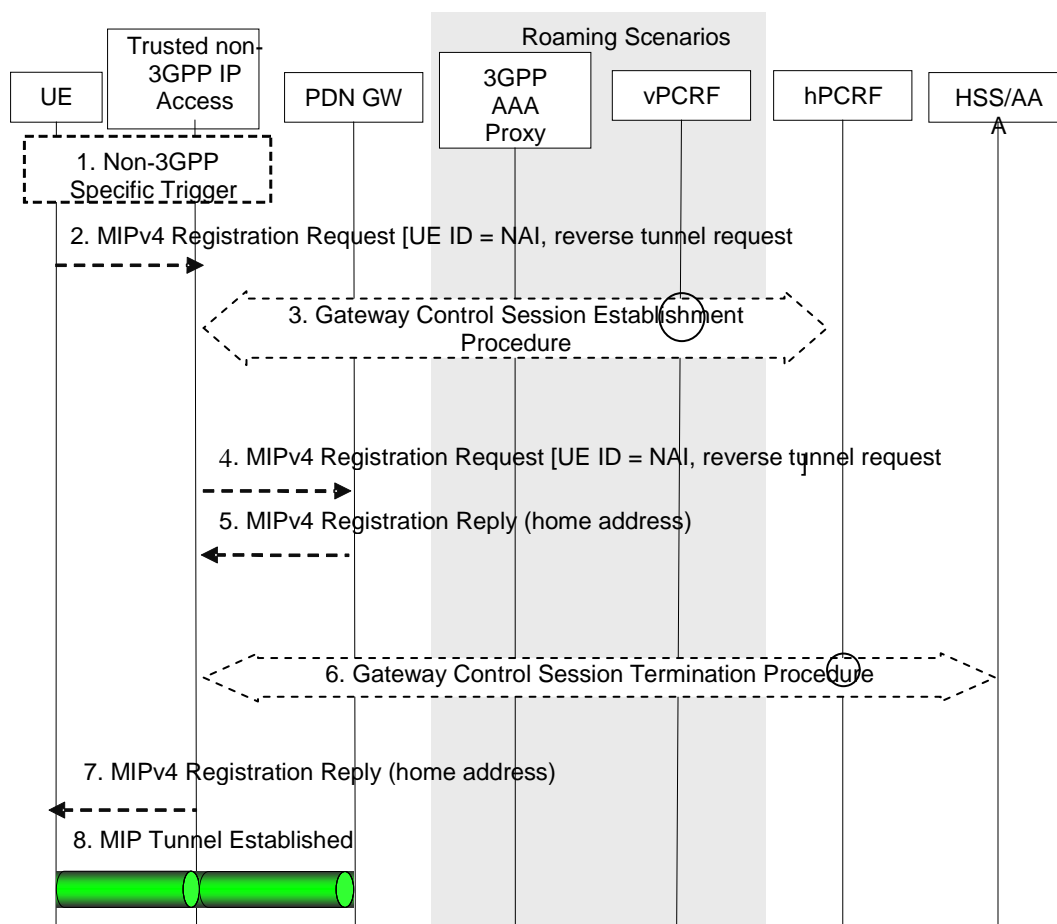 Roaming Scenarios
UE
Trusted non-
3GPP IP
Access
PDN GW
3GPP
AAA
Proxy
vPCRF
hPCRF
HSS/AA
A
1. Non-3GPP
Specific Trigger
2. MIPv4 Registration Request [UE ID = NAI, reverse tunnel request
3. Gateway Control Session Establishment
Procedure
4. MIPv4 Registration Request [UE ID = NAI, reverse tunnel request
]
5. MIPv4 Registration Reply (home address)
6. Gateway Control Session Termination Procedure
7. MIPv4 Registration Reply (home address)
8. MIP Tunnel Established